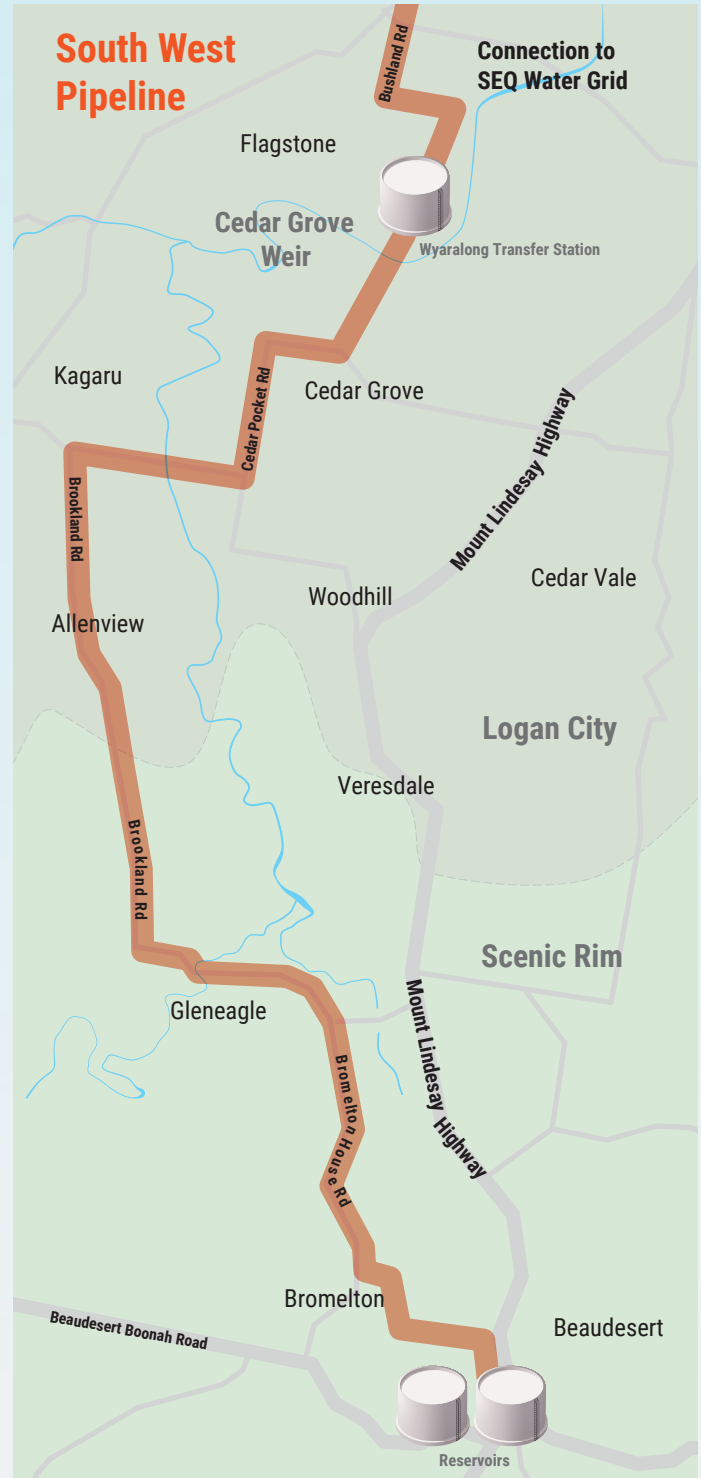 South West
Pipeline
Bushland Rd
Connection to
SEQ Water Grid
Flagstone
Cedar Grove
Weir
Wyaralong Transfer Station
Kagaru
Cedar Pocket Rd
Cedar Grove
Mount Lindesay Highway
Brookland Rd
Cedar Vale
Woodhill
Allenview
Logan City
Veresdale
Brookland Rd
Scenic Rim
Gleneagle
Mount Lindesay Highway
Bromelton House Rd
Bromelton
Beaudesert Boonah Road
Beaudesert
Reservoirs